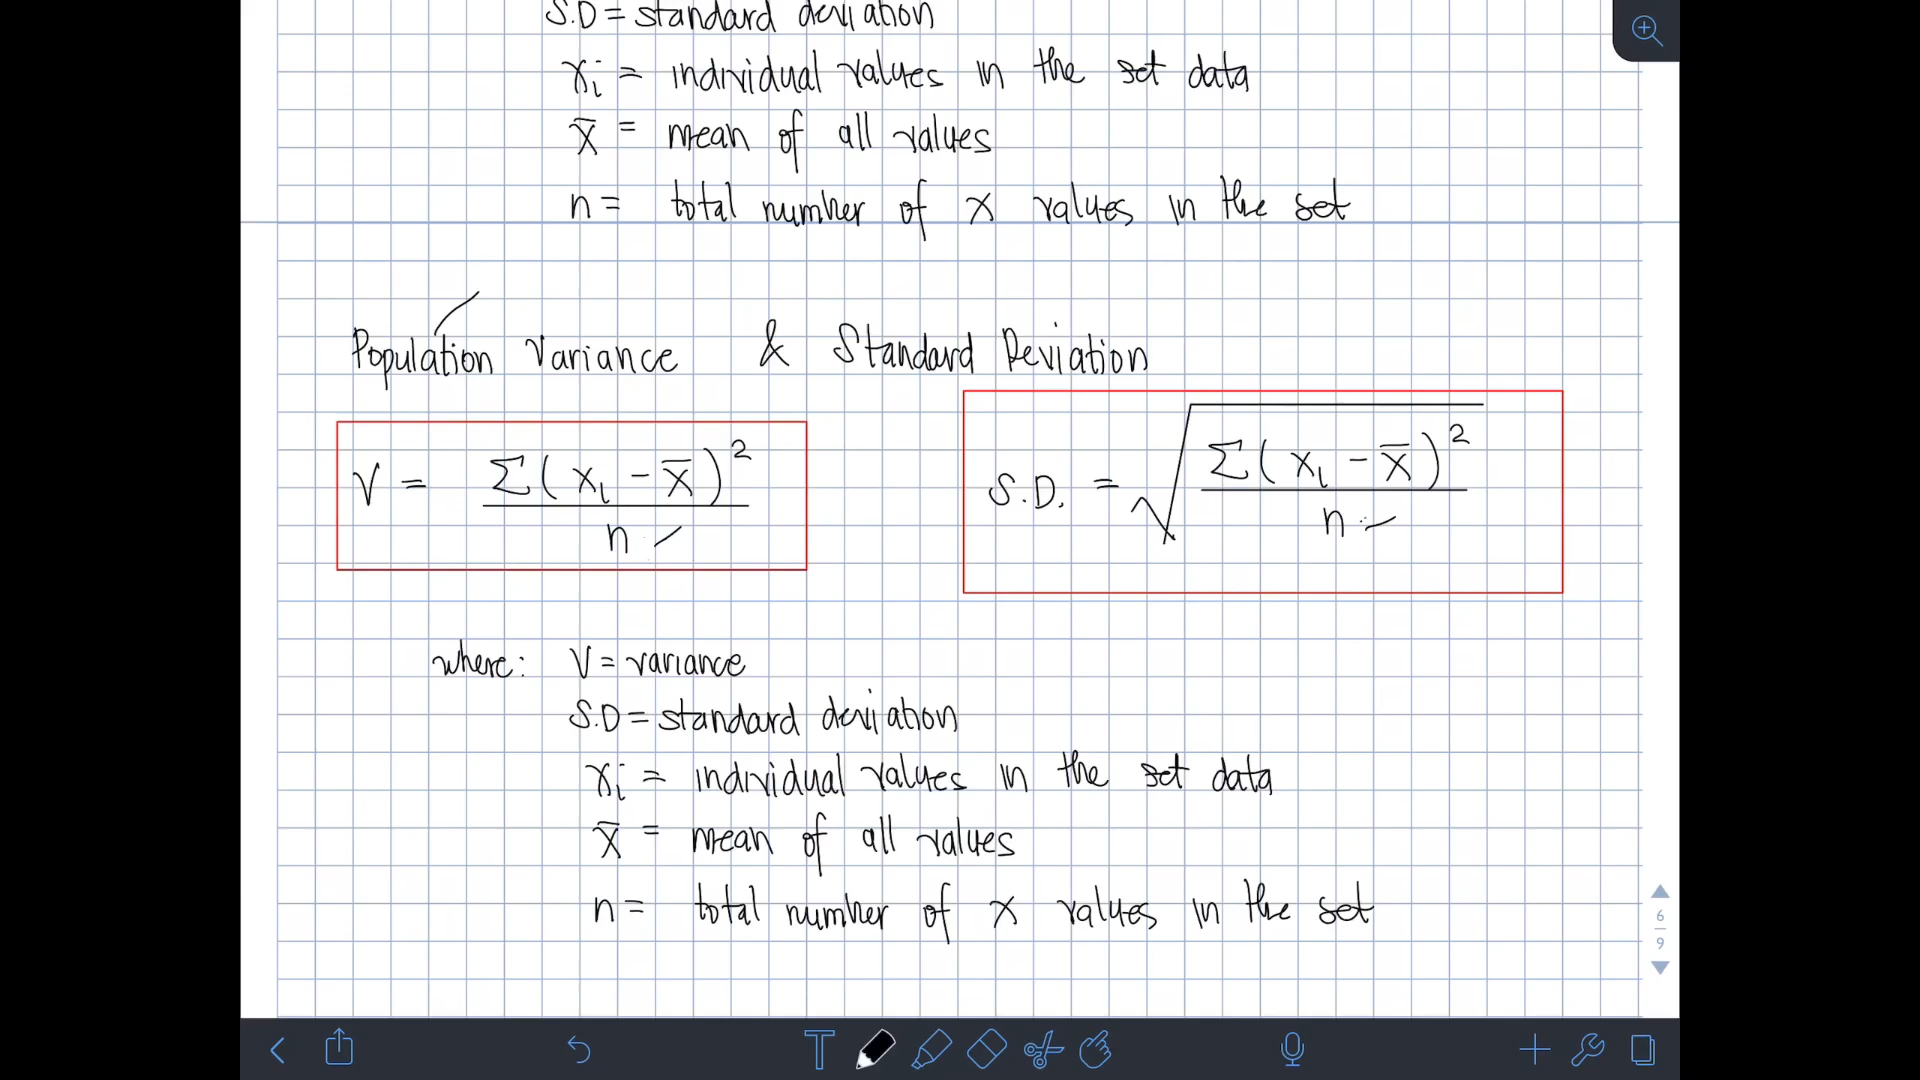 S.D = standard deviation
xi = individual values in the set data
x̄ = mean of all values
n = total number of x values in the set
Population Variance & Standard Deviation
V = Σ(xi - x̄)² / n
S.D. = √(Σ(xi - x̄)² / n)
where: V = variance
S.D = standard deviation
xi = individual values in the set data
x̄ = mean of all values
n = total number of x values in the set
6
9
T